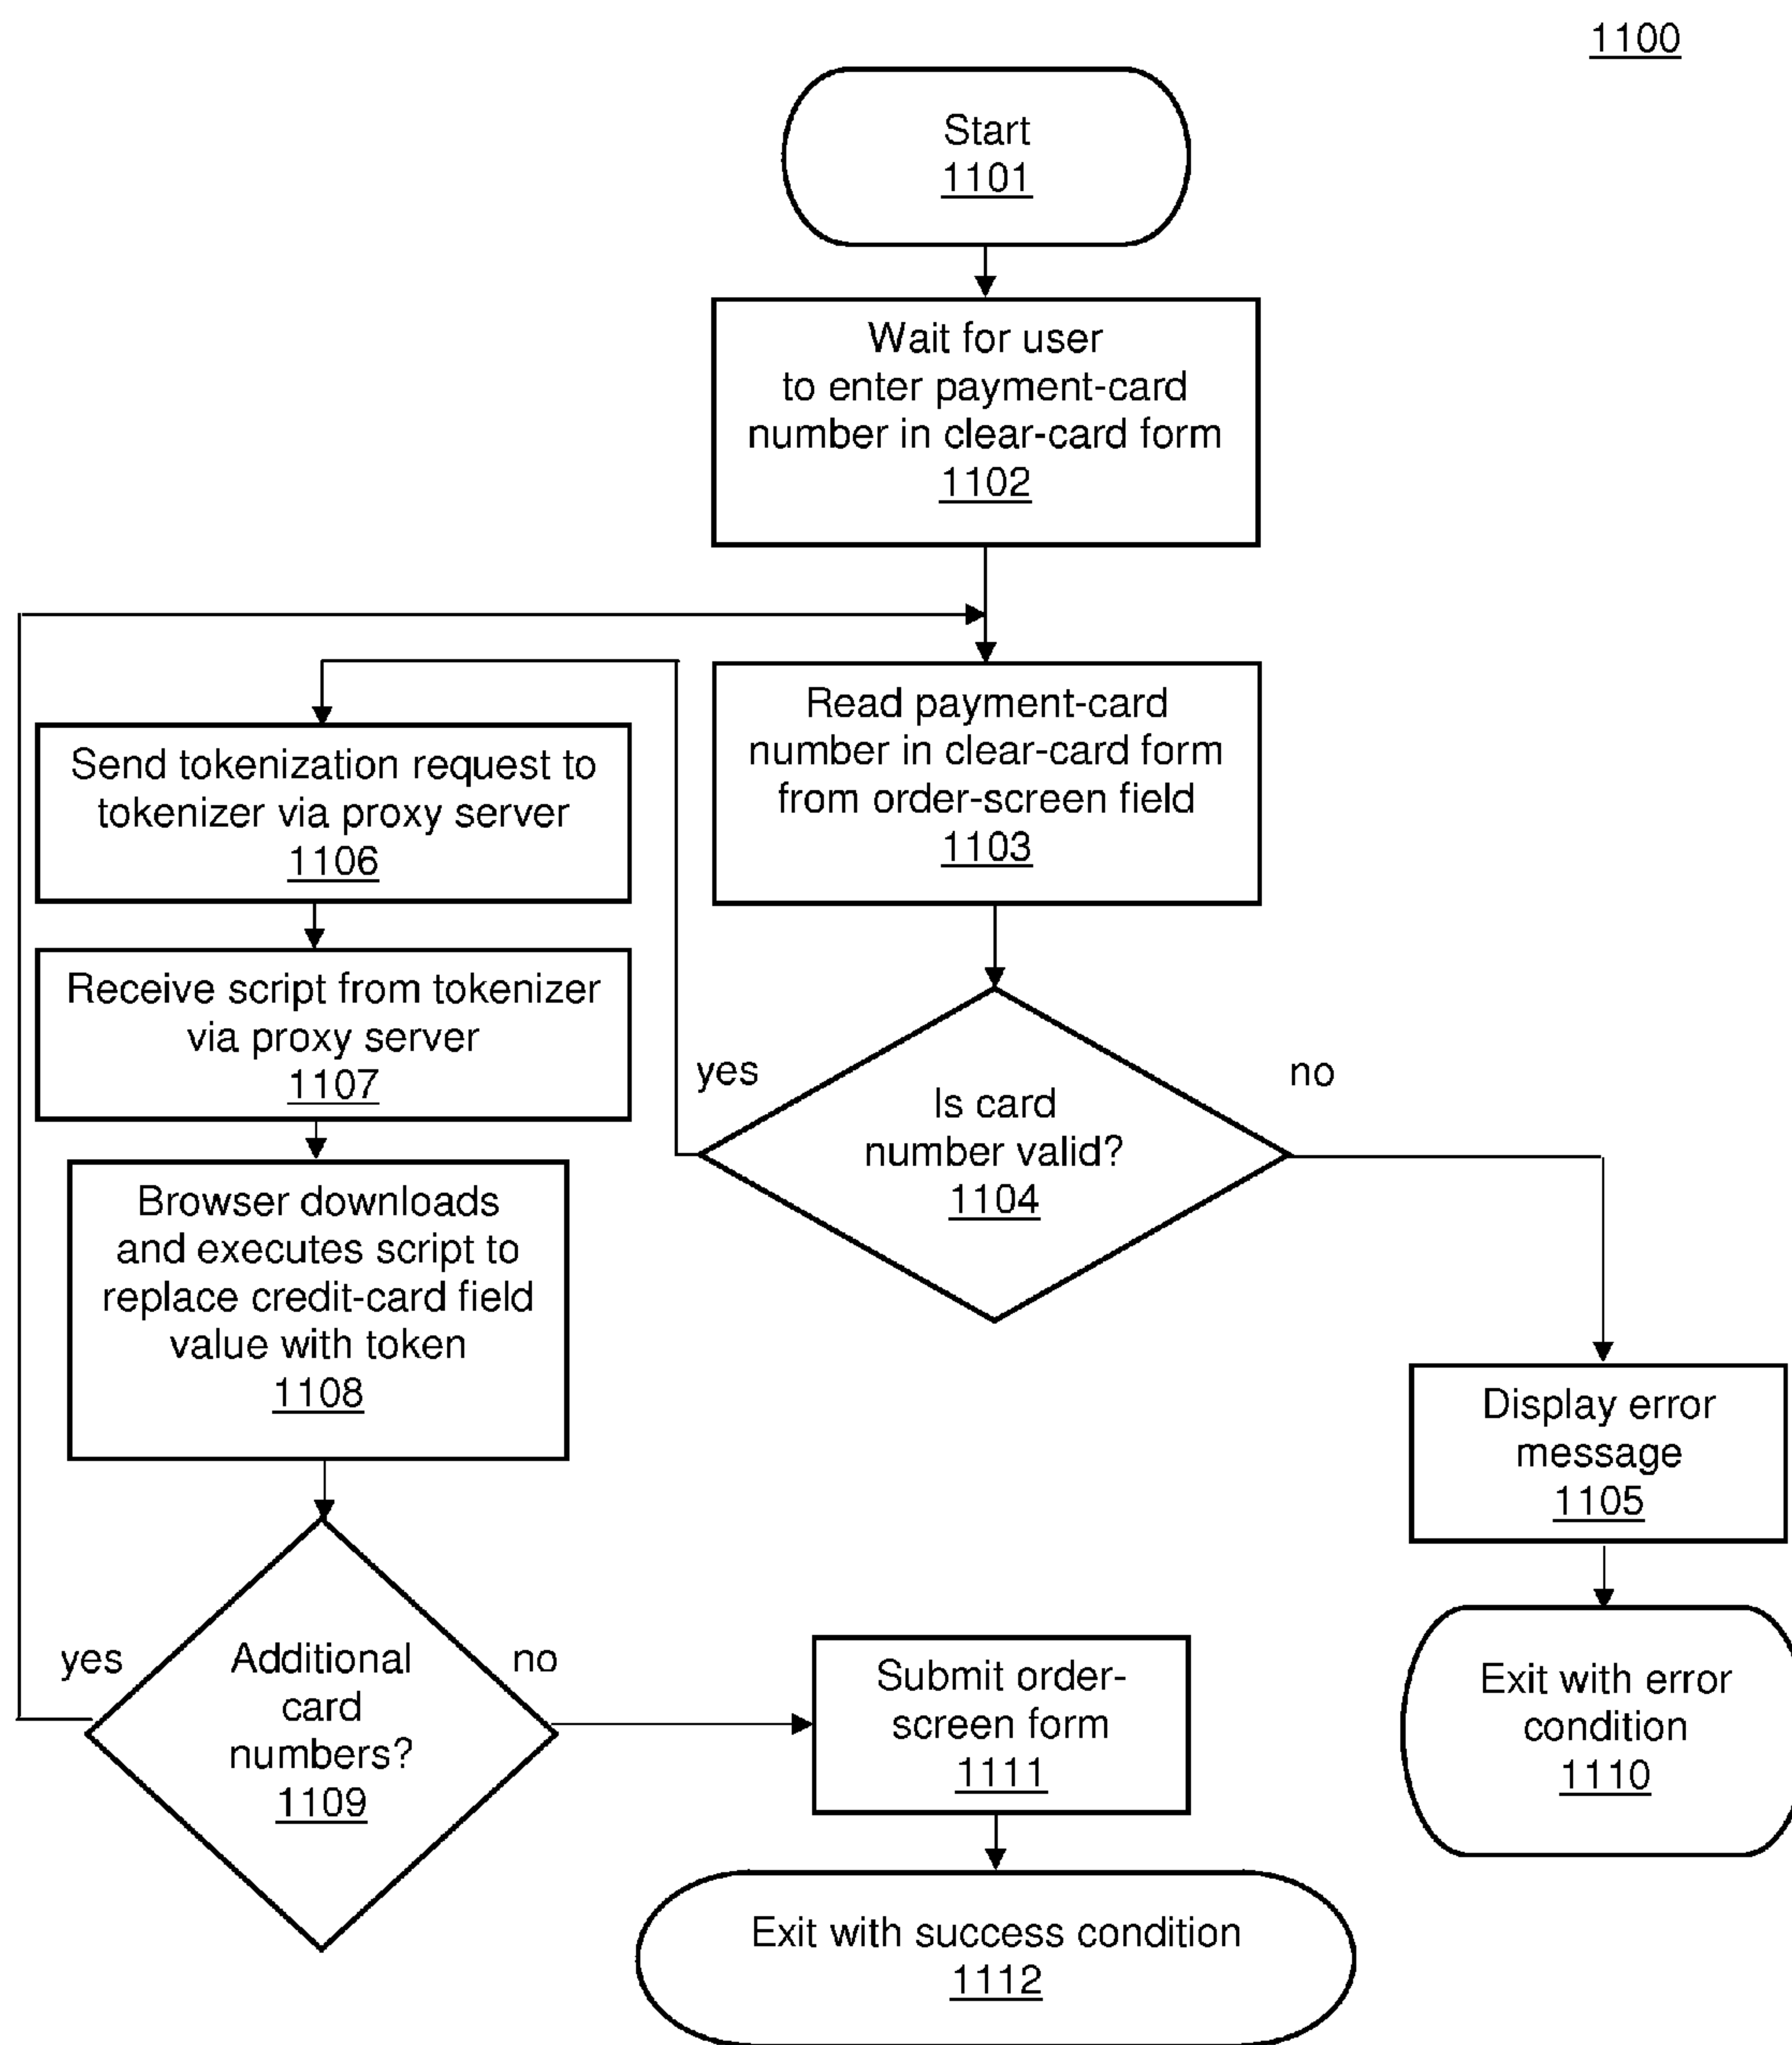 1100
Start
1101
Wait for user
to enter payment-card
number in clear-card form
1102
Read payment-card
number in clear-card form
from order-screen field
1103
Send tokenization request to
tokenizer via proxy server
1106
Receive script from tokenizer
via proxy server
1107
yes
no
Is card
number valid?
1104
Browser downloads
and executes script to
replace credit-card field
value with token
1108
Display error
message
1105
yes
no
Additional
card
numbers?
1109
Submit order-
screen form
1111
Exit with error
condition
1110
Exit with success condition
1112